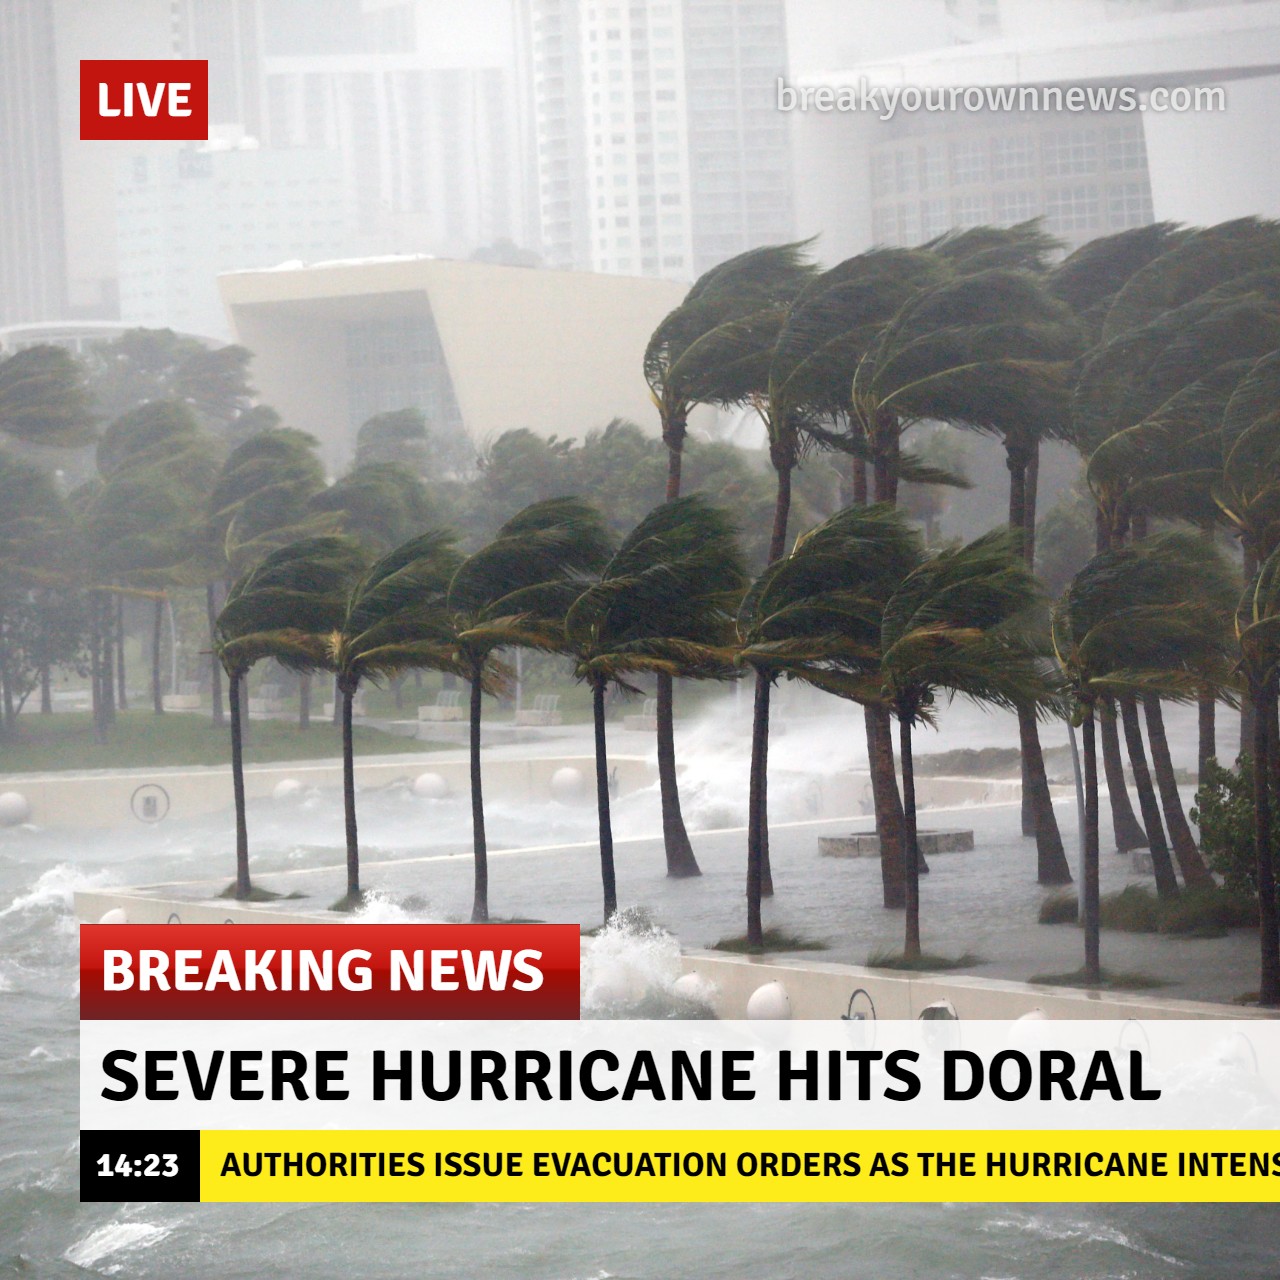 LIVE
breakyourownnews.com
BREAKING NEWS
SEVERE HURRICANE HITS DORAL
14:23
AUTHORITIES ISSUE EVACUATION ORDERS AS THE HURRICANE INTENS